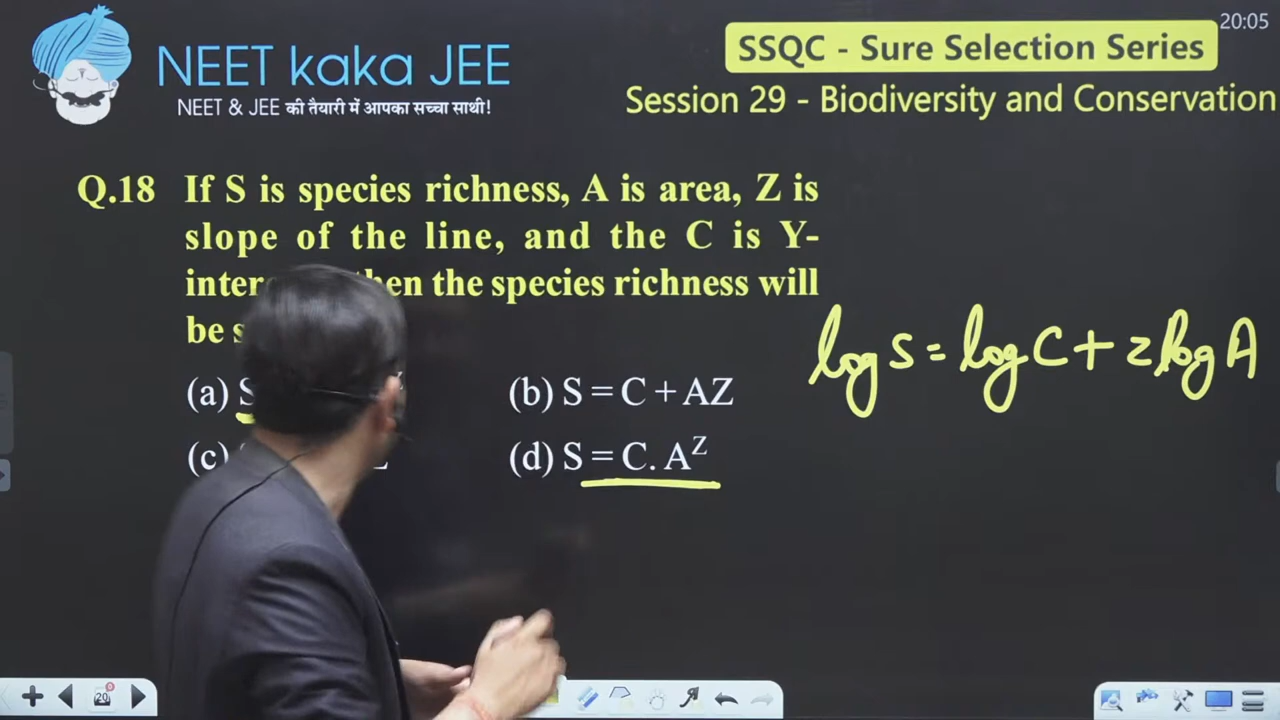 20:05
NEET kaka JEE
NEET & JEE की तैयारी में आपका सच्चा साथी!
SSQC - Sure Selection Series
Session 29 - Biodiversity and Conservation
Q.18 If S is species richness, A is area, Z is
slope of the line, and the C is Y-
then the species richness will
be
(a) S
(b) S = C + AZ
(c)
(d) S = C. A^Z
log S = log C + z log A
20